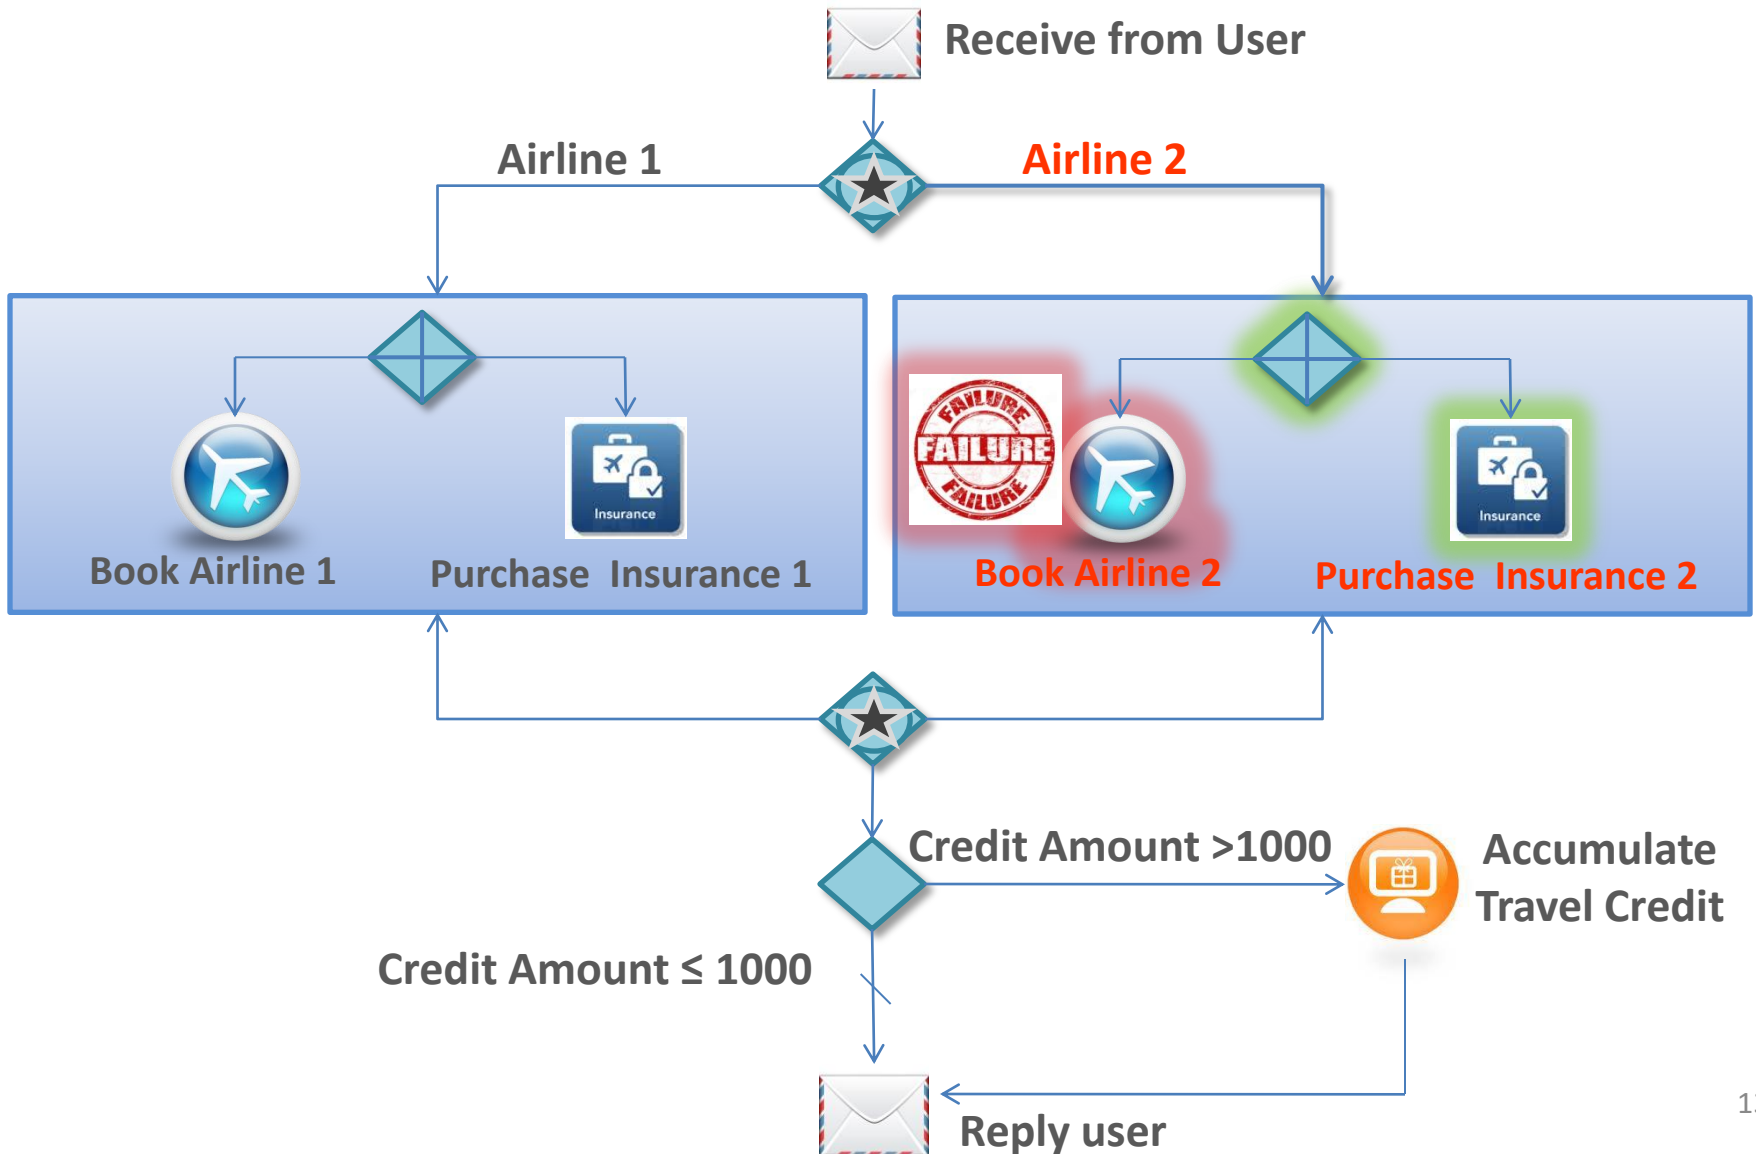 Receive from User
Airline 1
Airline 2
FAILURE
FAILURE
FAILURE
Insurance
Insurance
Book Airline 1
Purchase Insurance 1
Book Airline 2
Purchase Insurance 2
Credit Amount >1000
Accumulate
Travel Credit
Credit Amount ≤ 1000
Reply user